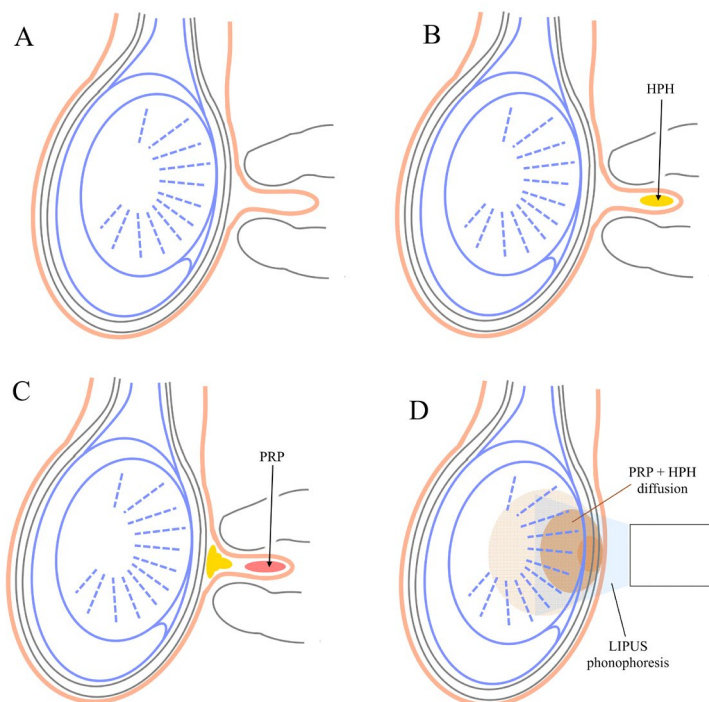 A
B
HPH
C
PRP
D
PRP + HPH
diffusion
LIPUS
phonophoresis